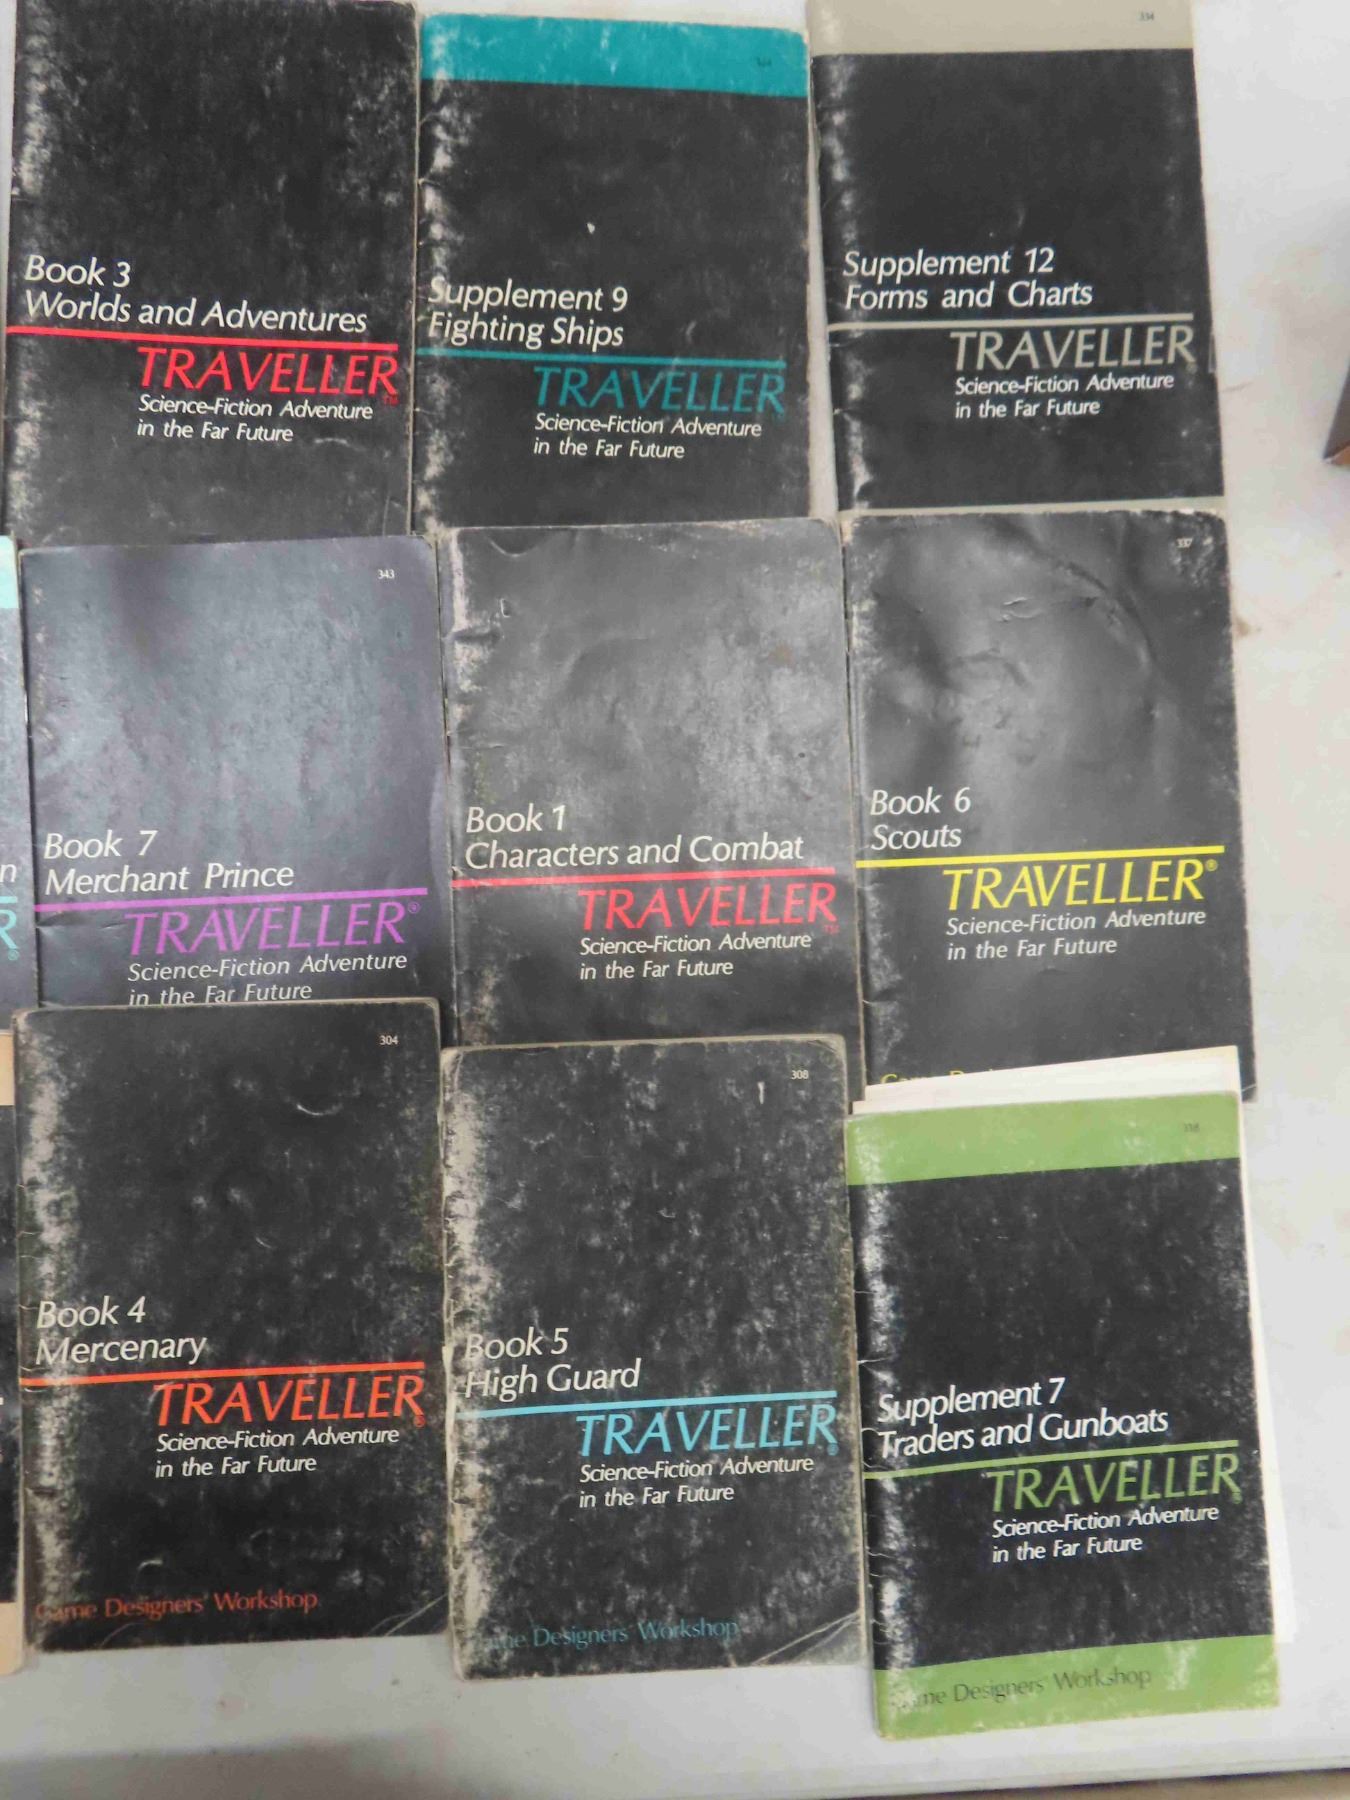 Book 3
Worlds and Adventures
TRAVELLER™
Science-Fiction Adventure
in the Far Future
Supplement 9
Fighting Ships
TRAVELLER
Science-Fiction Adventure
in the Far Future
334
Supplement 12
Forms and Charts
TRAVELLER
Science-Fiction Adventure
in the Far Future
n
R®
343
Book 7
Merchant Prince
TRAVELLER®
Science-Fiction Adventure
in the Far Future
Book 1
Characters and Combat
TRAVELLER™
Science-Fiction Adventure
in the Far Future
337
Book 6
Scouts
TRAVELLER®
Science-Fiction Adventure
in the Far Future
304
Book 4
Mercenary
TRAVELLER®
Science-Fiction Adventure
in the Far Future
Game Designers' Workshop
308
Book 5
High Guard
TRAVELLER®
Science-Fiction Adventure
in the Far Future
Game Designers' Workshop
Supplement 7
Traders and Gunboats
TRAVELLER®
Science-Fiction Adventure
in the Far Future
Game Designers' Workshop